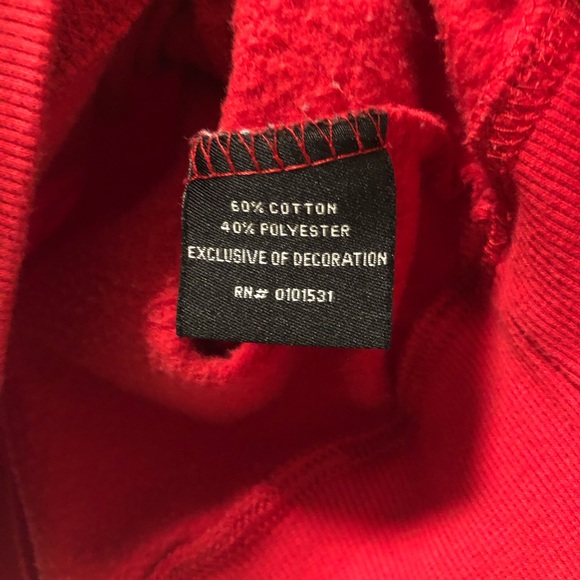 60% COTTON
40% POLYESTER
EXCLUSIVE OF DECORATION
RN# 0101531